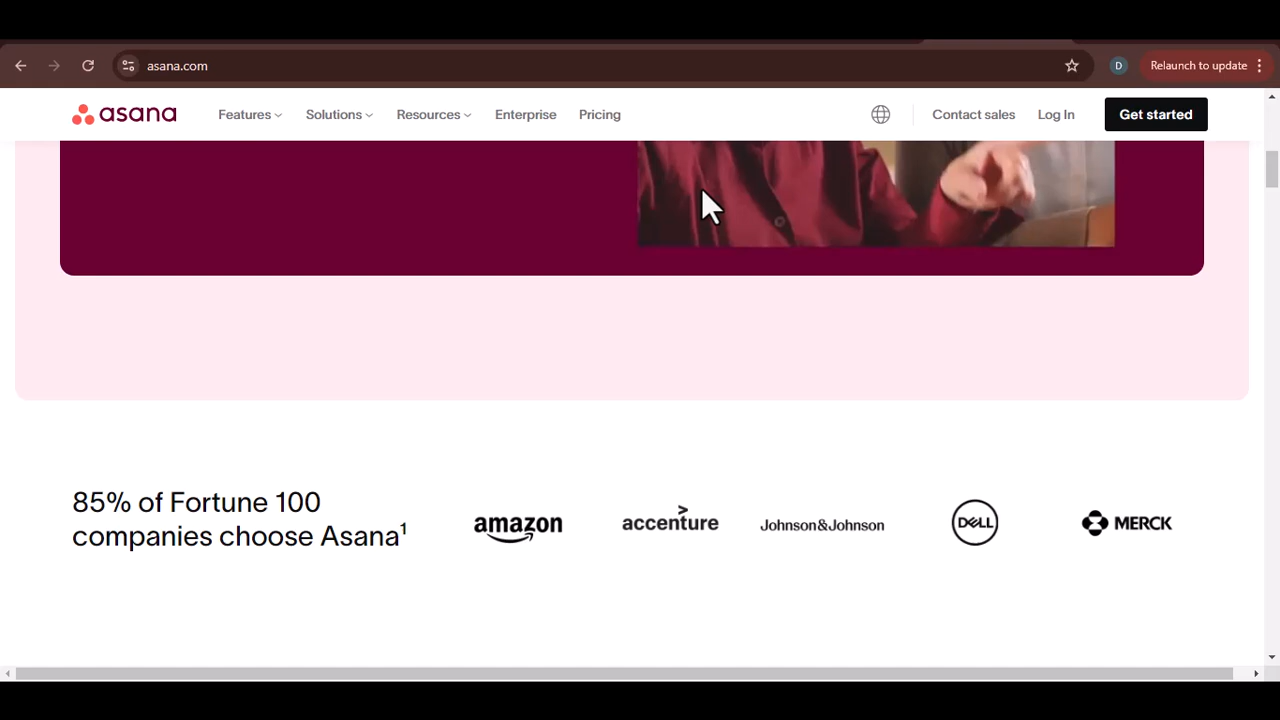 asana.com
D
Relaunch to update
asana
Features
Solutions
Resources
Enterprise
Pricing
Contact sales
Log In
Get started
85% of Fortune 100
companies choose Asana¹
amazon
accenture
Johnson&Johnson
DELL
MERCK